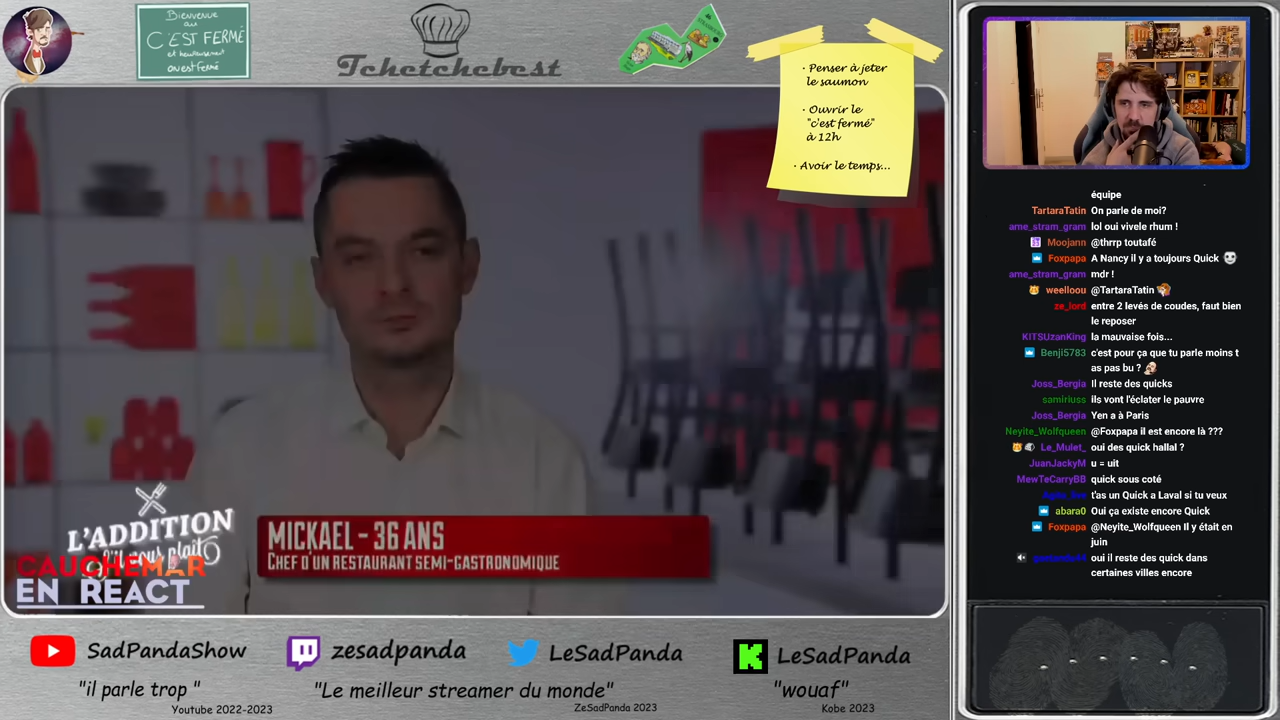 Bienvenue
au
C'EST FERMÉ
et heureusement
on est fermé
Tchetchebest
· Penser à jeter
le saumon
· Ouvrir le
"c'est fermé"
à 12h
· Avoir le temps...
L'ADDITION
s'il vous plaît
CAUCHEMAR
EN REACT
MICKAEL - 36 ANS
CHEF D'UN RESTAURANT SEMI-GASTRONOMIQUE
SadPandaShow
zesadpanda
LeSadPanda
LeSadPanda
"il parle trop "
Youtube 2022-2023
"Le meilleur streamer du monde"
ZeSadPanda 2023
"wouaf"
Kobe 2023
équipe
TartaraTatin On parle de moi?
ame_stram_gram lol oui vivele rhum !
Moojann @thrrp toutafé
Foxpapa A Nancy il y a toujours Quick
ame_stram_gram mdr !
weelloou @TartaraTatin
ze_lord entre 2 levés de coudes, faut bien
le reposer
KITSUzanKing la mauvaise fois...
Benji5783 c'est pour ça que tu parle moins t
as pas bu ?
Joss_Bergia Il reste des quicks
samiriuss ils vont l'éclater le pauvre
Joss_Bergia Yen a à Paris
Neyite_Wolfqueen @Foxpapa il est encore là ???
Le_Mulet_ oui des quick hallal ?
JuanJackyM u = uit
MewTeCarryBB quick sous coté
t'as un Quick a Laval si tu veux
abara0 Oui ça existe encore Quick
Foxpapa @Neyite_Wolfqueen Il y était en
juin
oui il reste des quick dans
certaines villes encore